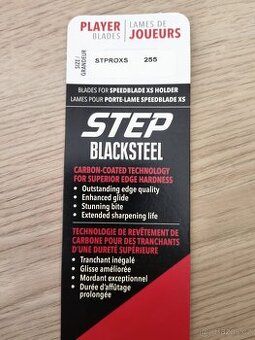 PLAYER BLADES
LAMES DE JOUEURS
SIZE/ GRANDEUR
STPROXS 255
BLADES FOR SPEEDBLADE XS HOLDER
LAMES POUR PORTE-LAME SPEEDBLADE XS
STEP
BLACKSTEEL
CARBON-COATED TECHNOLOGY
FOR SUPERIOR EDGE HARDNESS
• Outstanding edge quality
• Enhanced glide
• Stunning bite
• Extended sharpening life
TECHNOLOGIE DE REVÊTEMENT DE
CARBONE POUR DES TRANCHANTS
D'UNE DURETÉ SUPÉRIEURE
• Tranchant inégalé
• Glisse améliorée
• Mordant exceptionnel
• Durée d'affûtage
prolongée